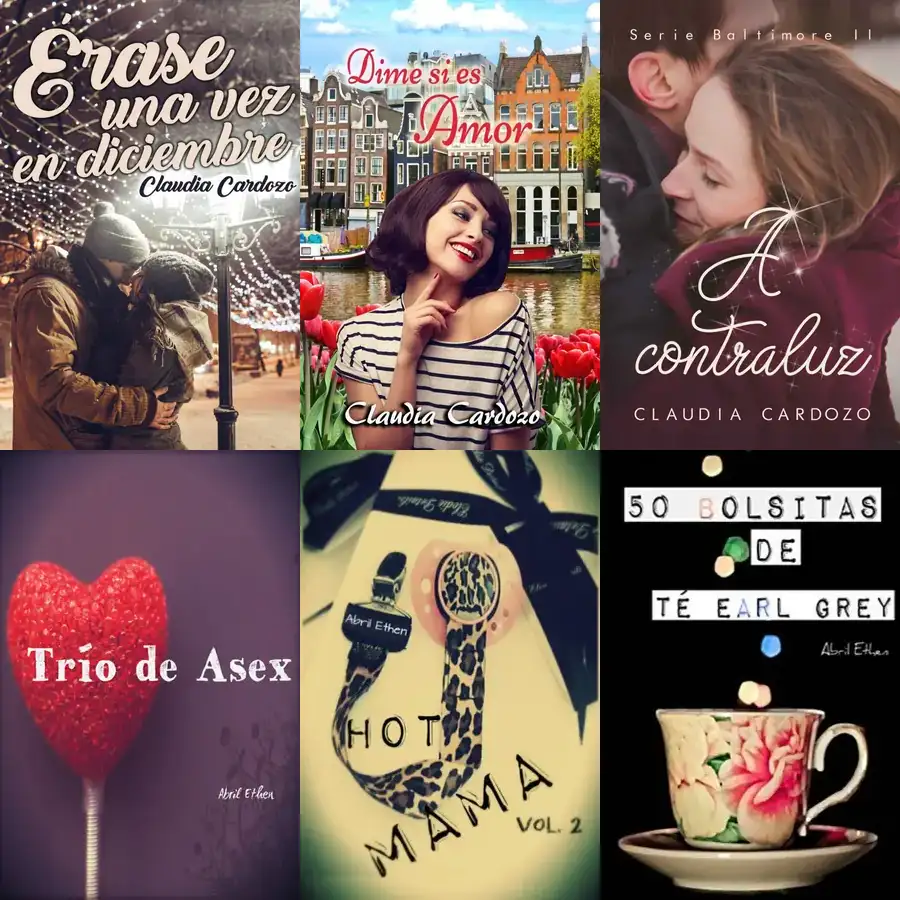 Érase
una vez
en diciembre
Claudia Cardozo
Dime si es
Amor
Claudia Cardozo
Serie Baltimore II
A
contraluz
CLAUDIA CARDOZO
Trío de Asex
Abril Ethen
Abril Ethen
HOT
MAMA
VOL. 2
50 BOLSITAS
DE
TÉ EARL GREY
Abril Ethen